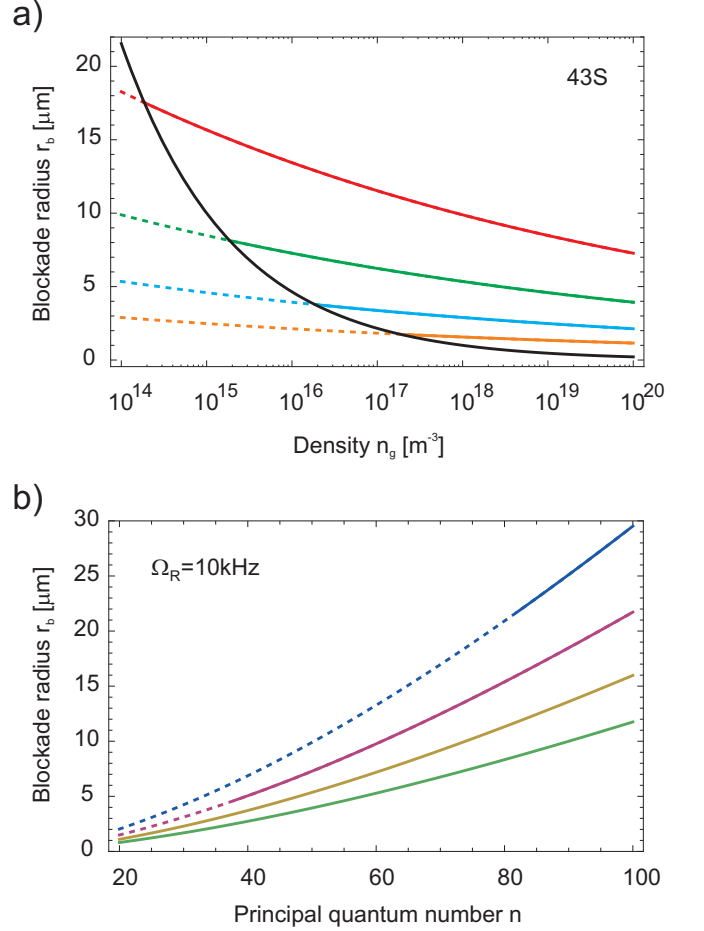 a)
43S
Blockade radius r_b [μm]
20
15
10
5
0
10^14 10^15 10^16 10^17 10^18 10^19 10^20
Density n_g [m^-3]
b)
Ω_R=10kHz
Blockade radius r_b [μm]
30
25
20
15
10
5
0
20 40 60 80 100
Principal quantum number n